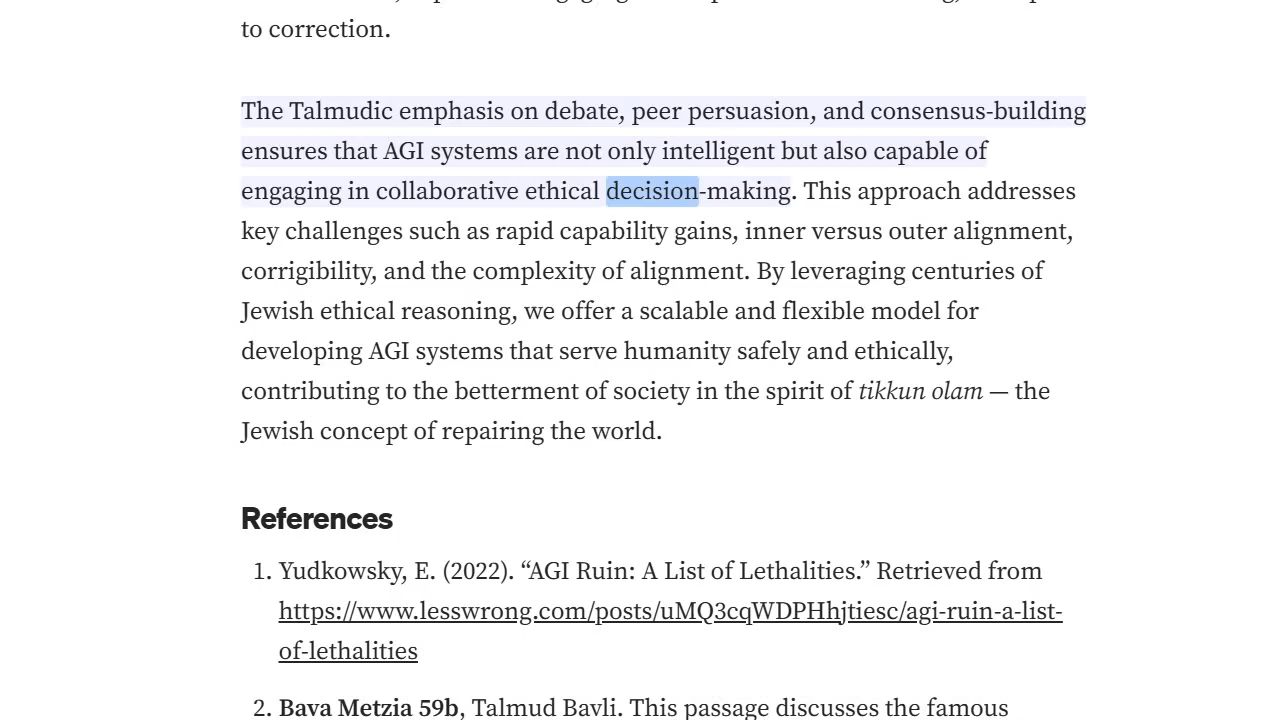 to correction.
The Talmudic emphasis on debate, peer persuasion, and consensus-building
ensures that AGI systems are not only intelligent but also capable of
engaging in collaborative ethical decision-making. This approach addresses
key challenges such as rapid capability gains, inner versus outer alignment,
corrigibility, and the complexity of alignment. By leveraging centuries of
Jewish ethical reasoning, we offer a scalable and flexible model for
developing AGI systems that serve humanity safely and ethically,
contributing to the betterment of society in the spirit of tikkun olam — the
Jewish concept of repairing the world.
References
1. Yudkowsky, E. (2022). “AGI Ruin: A List of Lethalities.” Retrieved from
https://www.lesswrong.com/posts/uMQ3cqWDPHhjtiesc/agi-ruin-a-list-
of-lethalities
2. Bava Metzia 59b, Talmud Bavli. This passage discusses the famous